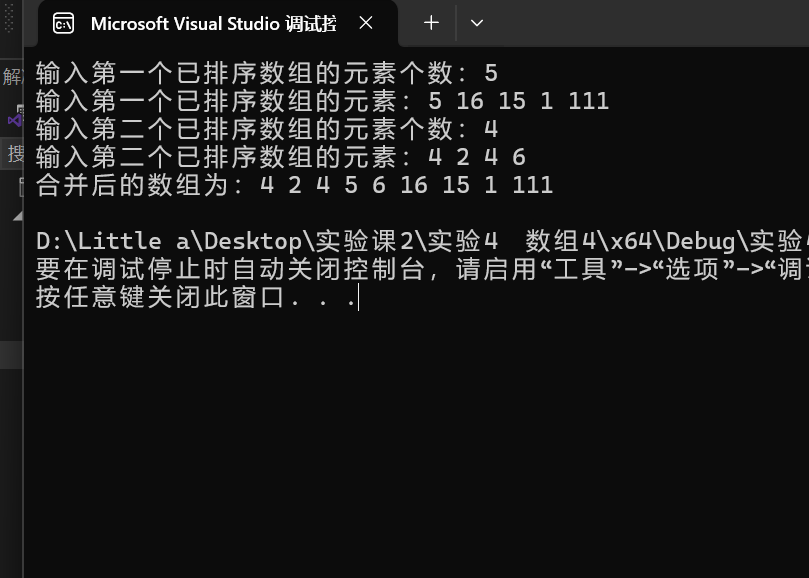 Microsoft Visual Studio 调试控
解
搜
输入第一个已排序数组的元素个数: 5
输入第一个已排序数组的元素: 5 16 15 1 111
输入第二个已排序数组的元素个数: 4
输入第二个已排序数组的元素: 4 2 4 6
合并后的数组为: 4 2 4 5 6 16 15 1 111
D:\Little a\Desktop\实验课2\实验4  数组4\x64\Debug\实验
要在调试停止时自动关闭控制台, 请启用“工具”->“选项”->“调
按任意键关闭此窗口. . .